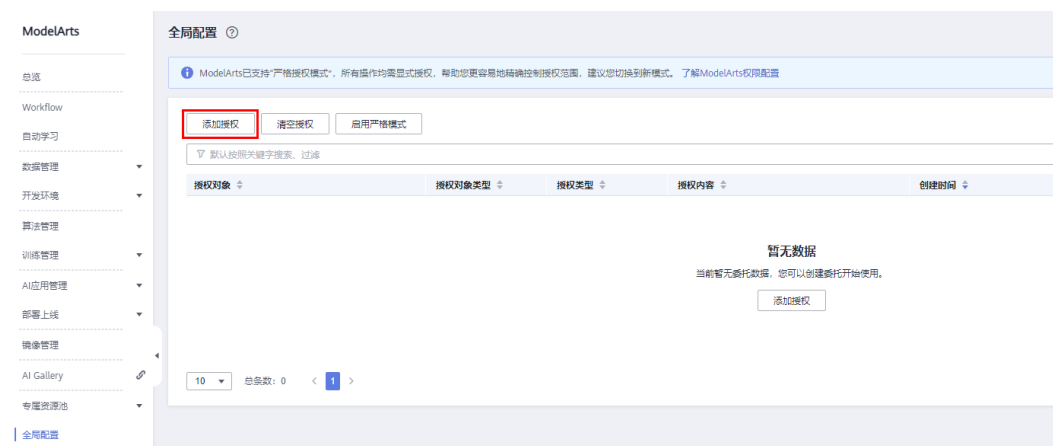 ModelArts
总览
Workflow
自动学习
数据管理
开发环境
算法管理
训练管理
AI应用管理
部署上线
镜像管理
AI Gallery
专属资源池
全局配置
全局配置
ModelArts已支持“严格授权模式”，所有操作均需显式授权，帮助您更容易地精确控制授权范围，建议您切换到新模式。 了解ModelArts权限配置
添加授权 清空授权 启用严格模式
默认按照关键字搜索、过滤
授权对象 授权对象类型 授权类型 授权内容 创建时间
暂无数据
当前暂无委托数据，您可以创建委托开始使用。
添加授权
10 总条数：0 < 1 >